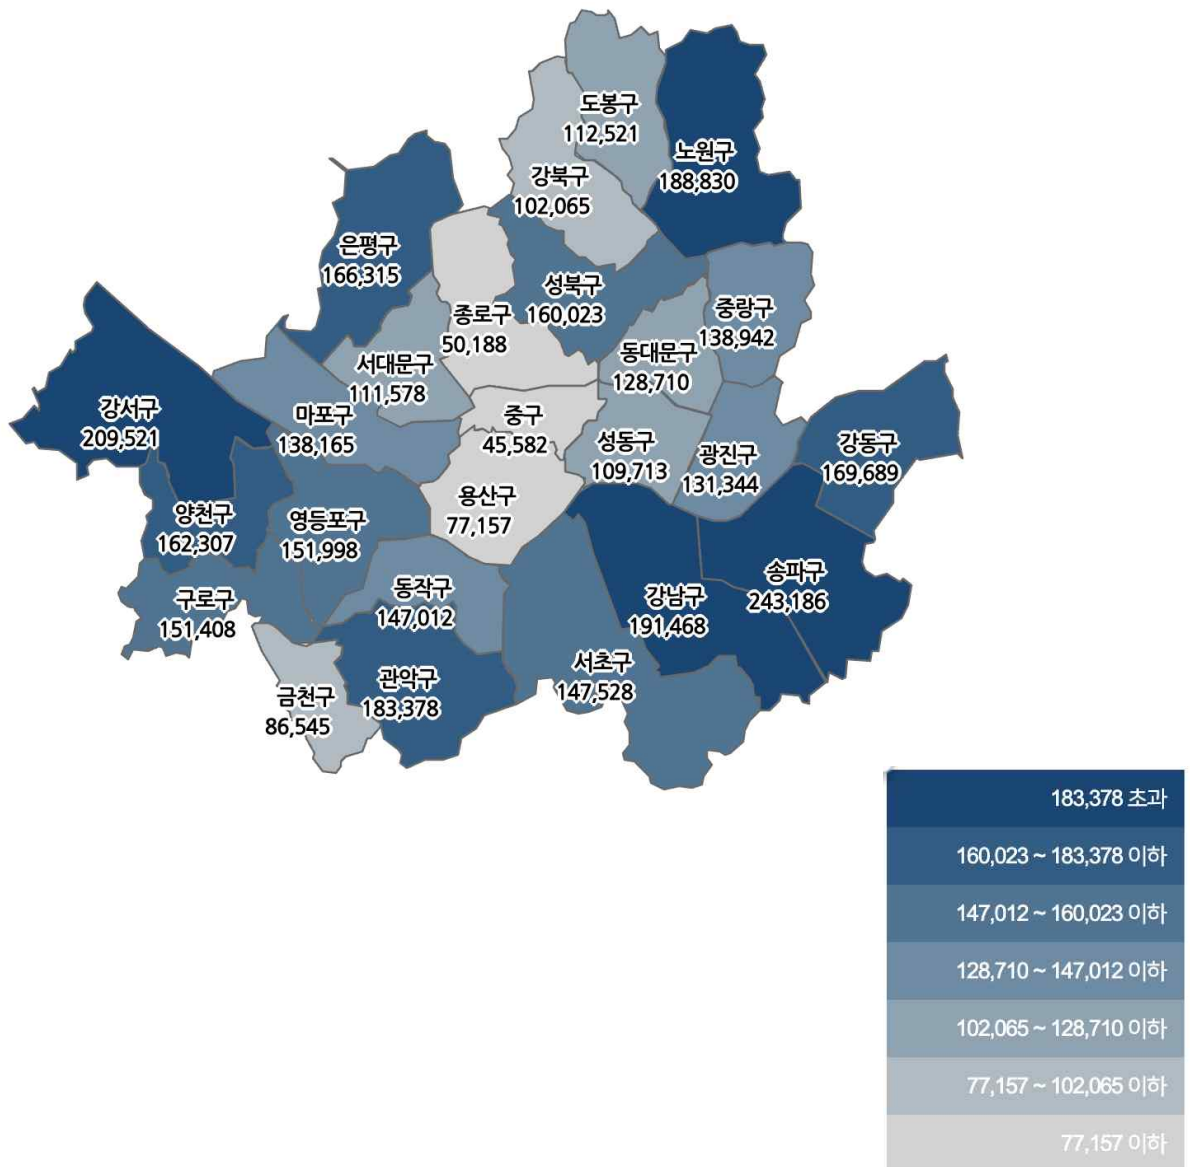 도봉구
112,521
노원구
188,830
강북구
102,065
은평구
166,315
성북구
160,023
종로구
50,188
중랑구
138,942
동대문구
128,710
서대문구
111,578
강서구
209,521
마포구
138,165
중구
45,582
성동구
109,713
광진구
131,344
강동구
169,689
양천구
162,307
영등포구
151,998
용산구
77,157
구로구
151,408
동작구
147,012
강남구
191,468
송파구
243,186
금천구
86,545
관악구
183,378
서초구
147,528
183,378 초과
160,023 ~ 183,378 이하
147,012 ~ 160,023 이하
128,710 ~ 147,012 이하
102,065 ~ 128,710 이하
77,157 ~ 102,065 이하
77,157 이하